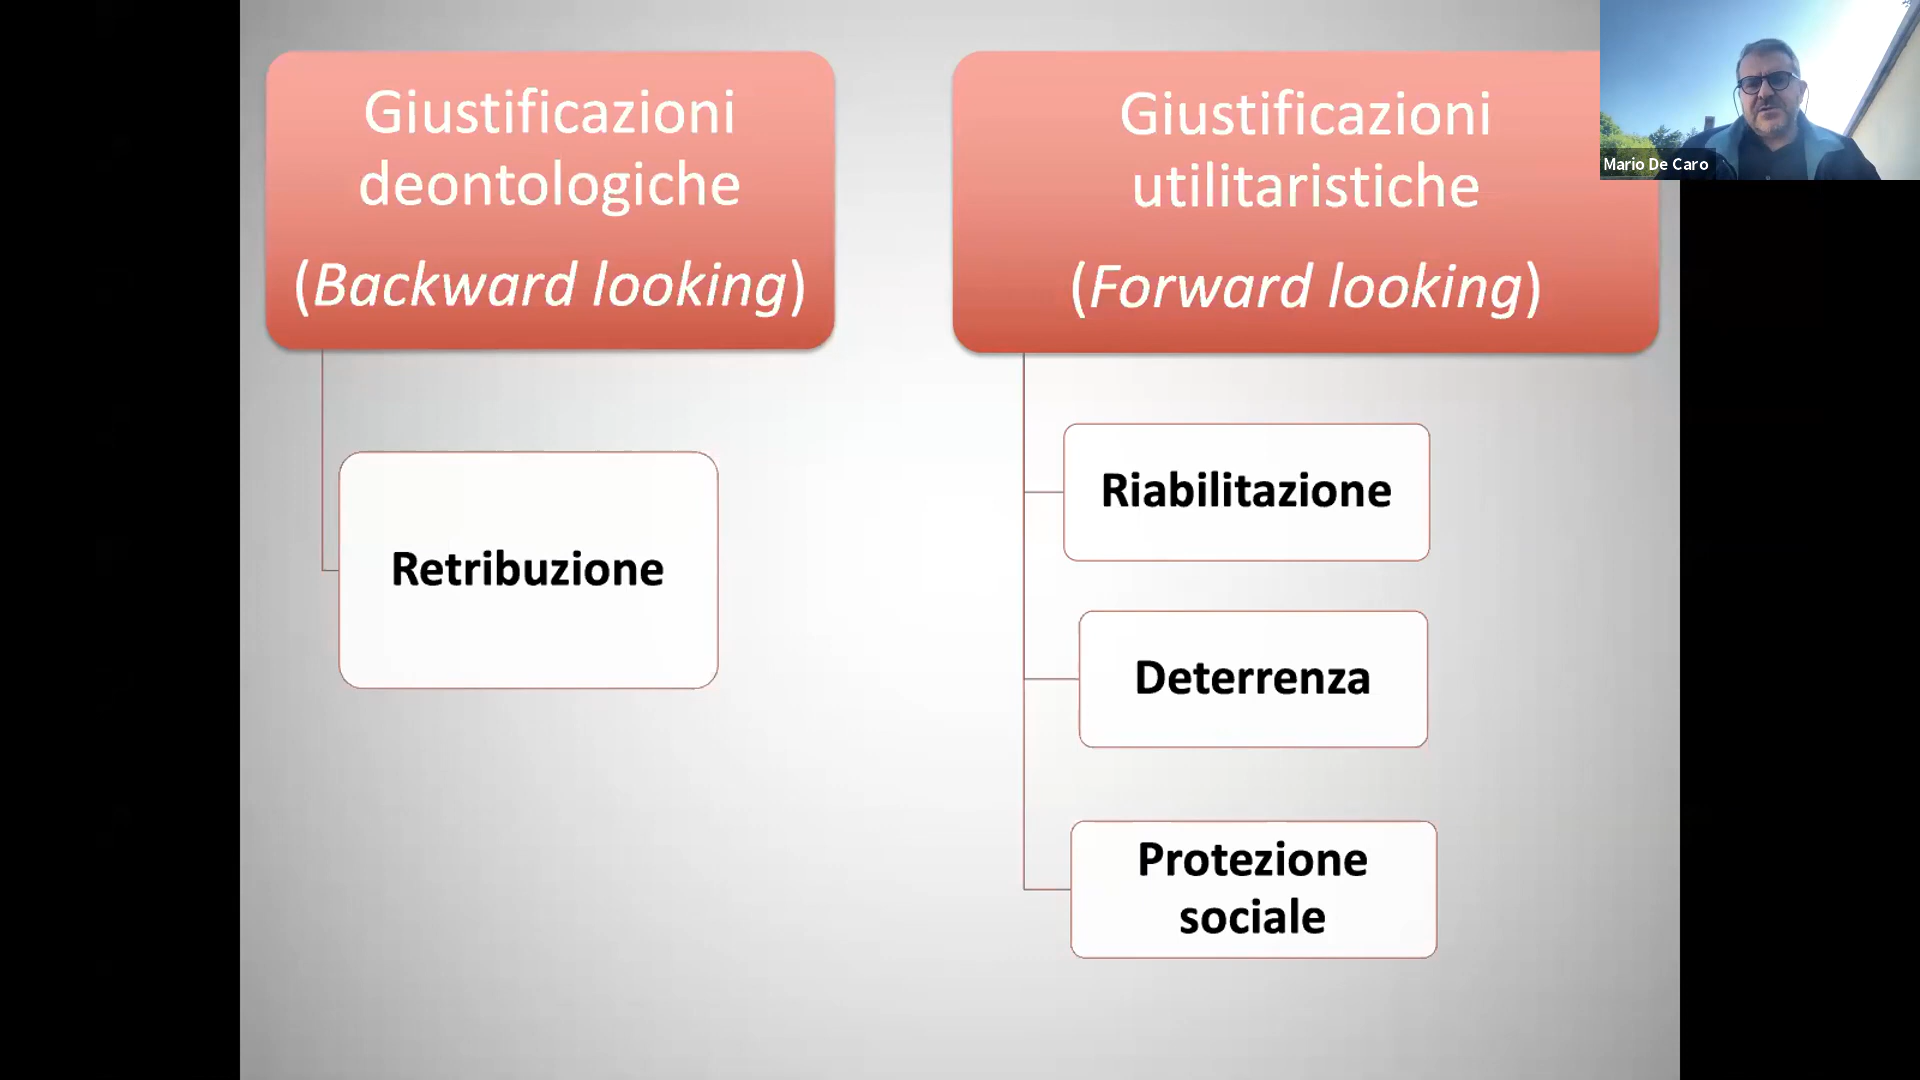 Giustificazioni
deontologiche
(Backward looking)
Retribuzione
Giustificazioni
utilitaristiche
(Forward looking)
Riabilitazione
Deterrenza
Protezione
sociale
Mario De Caro